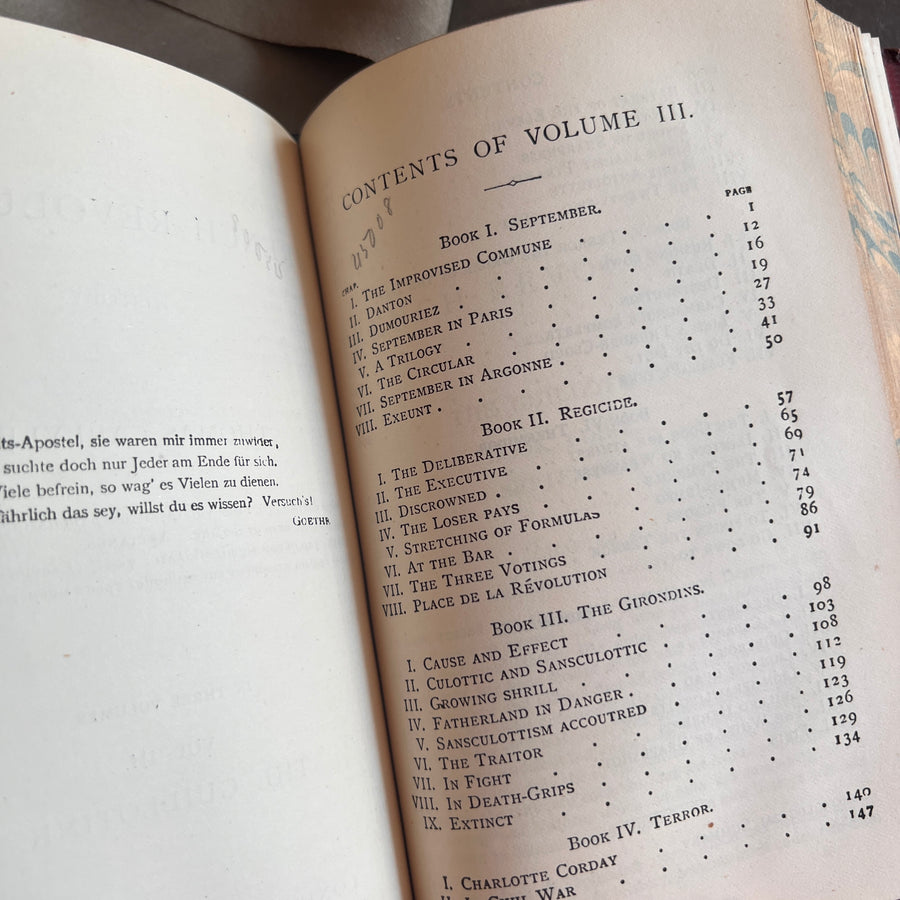 ts-Apostel, sie waren mir immer zuwider,
suchte doch nur Jeder am Ende für sich.
Viele befrein, so wag' es Vielen zu dienen.
fährlich das sey, willst du es wissen? Versuch's!
GOETHE
CONTENTS OF VOLUME III.
U5008
BOOK I. SEPTEMBER.
CHAP. PAGE
I. THE IMPROVISED COMMUNE . . . . . 1
II. DANTON . . . . . . . 12
III. DUMOURIEZ . . . . . . . 16
IV. SEPTEMBER IN PARIS . . . . . 19
V. A TRILOGY . . . . . . . 27
VI. THE CIRCULAR . . . . . . 33
VII. SEPTEMBER IN ARGONNE . . . . . 41
VIII. EXEUNT . . . . . . . . 50
BOOK II. REGICIDE.
I. THE DELIBERATIVE . . . . . . 57
II. THE EXECUTIVE . . . . . . 65
III. DISCROWNED . . . . . . . 69
IV. THE LOSER PAYS . . . . . . 71
V. STRETCHING OF FORMULAS . . . . . 74
VI. AT THE BAR . . . . . . . 79
VII. THE THREE VOTINGS . . . . . 86
VIII. PLACE DE LA RÉVOLUTION . . . . 91
BOOK III. THE GIRONDINS.
I. CAUSE AND EFFECT . . . . . 98
II. CULOTTIC AND SANSCULOTTIC . . . . 103
III. GROWING SHRILL . . . . . . 108
IV. FATHERLAND IN DANGER . . . . . 112
V. SANSCULOTTISM ACCOUTRED . . . . 119
VI. THE TRAITOR . . . . . . 123
VII. IN FIGHT . . . . . . . 126
VIII. IN DEATH-GRIPS . . . . . . 129
IX. EXTINCT . . . . . . . 134
BOOK IV. TERROR.
I. CHARLOTTE CORDAY . . . . . 140
II. IN CIVIL WAR . . . . . 147